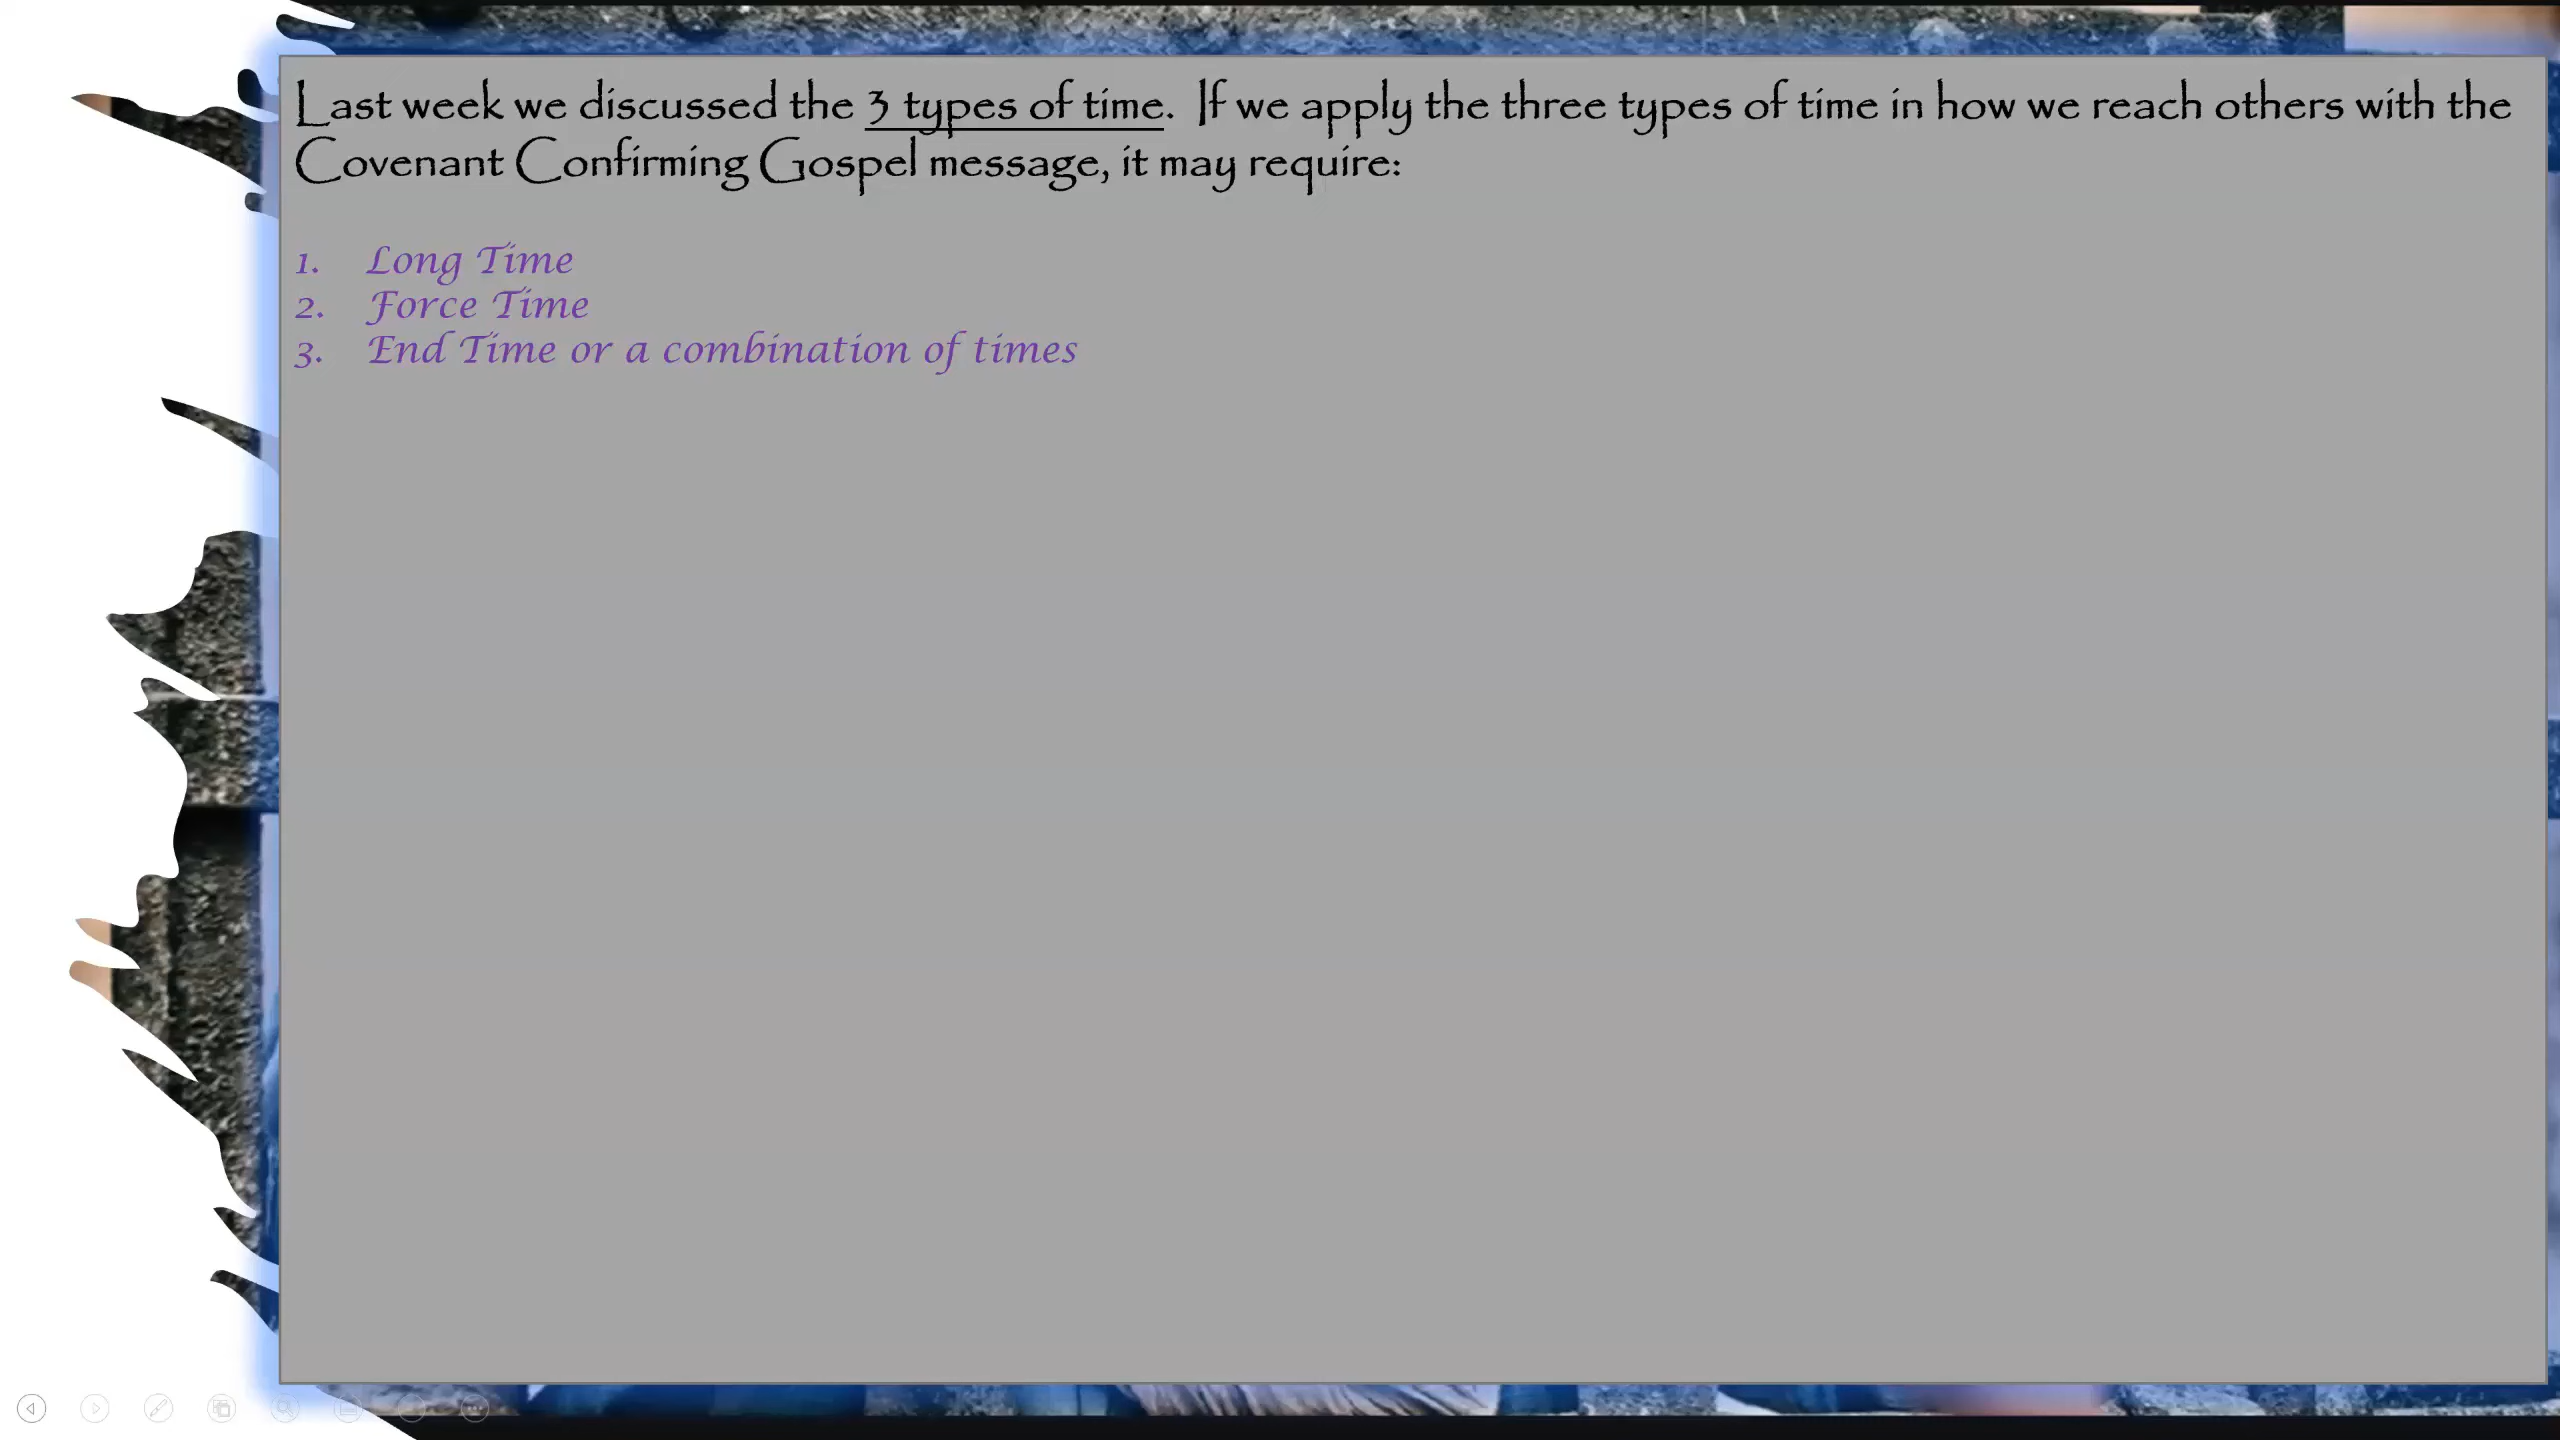 Last week we discussed the 3 types of time.  If we apply the three types of time in how we reach others with the
Covenant Confirming Gospel message, it may require:
1. Long Time
2. Force Time
3. End Time or a combination of times